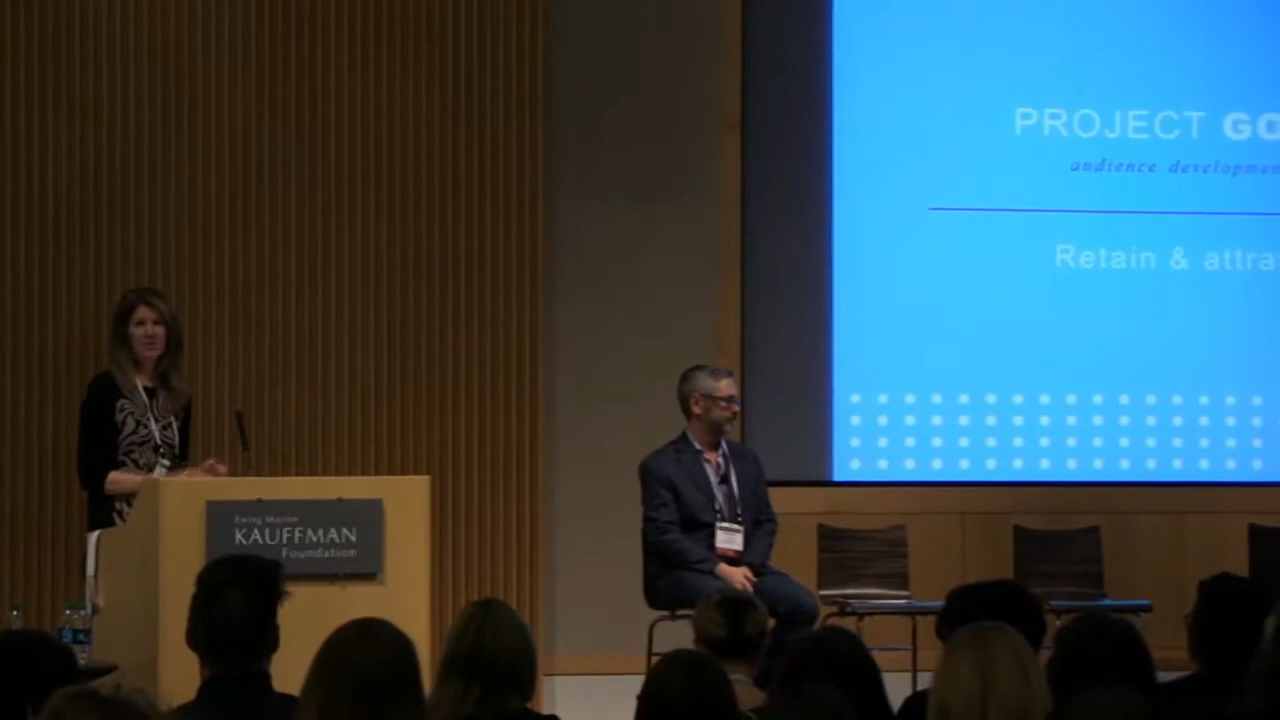 PROJECT GO
audience developmen
Retain & attra
Ewing Marion
KAUFFMAN
Foundation